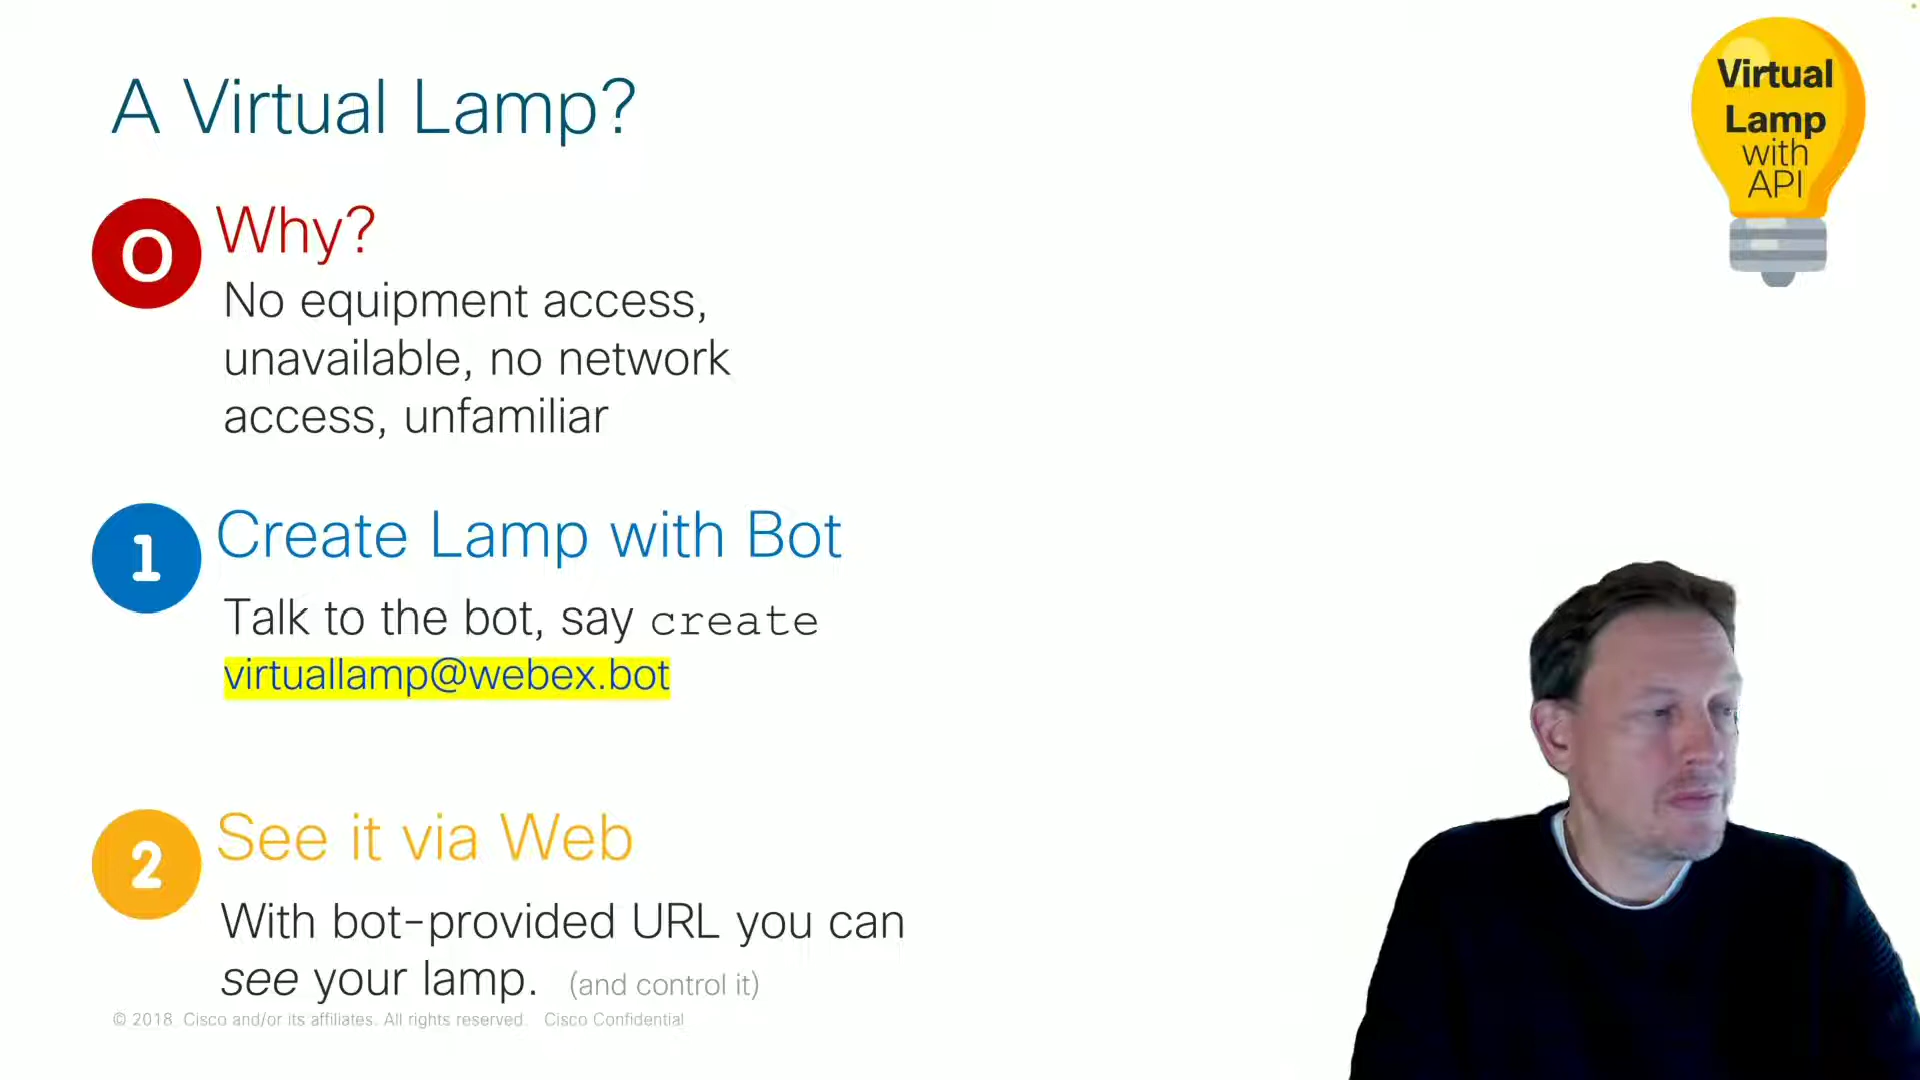 A Virtual Lamp?
Virtual
Lamp
with
API
0
Why?
No equipment access,
unavailable, no network
access, unfamiliar
1
Create Lamp with Bot
Talk to the bot, say create
virtuallamp@webex.bot
2
See it via Web
With bot-provided URL you can
see your lamp. (and control it)
© 2018 Cisco and/or its affiliates. All rights reserved. Cisco Confidential